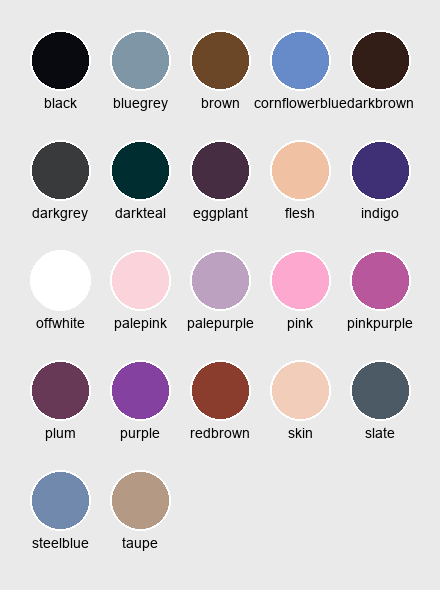 black bluegrey brown cornflowerblue darkbrown
darkgrey darkteal eggplant flesh indigo
offwhite palepink palepurple pink pinkpurple
plum purple redbrown skin slate
steelblue taupe